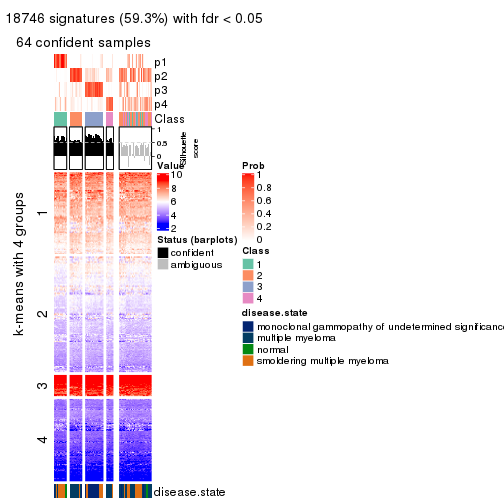 18746 signatures (59.3%) with fdr < 0.05
64 confident samples
p1
p2
p3
p4
Class
1
0.5
0
Silhouette
score
k-means with 4 groups
1
2
3
4
disease.state
Value
10
8
6
4
2
Status (barplots)
confident
ambiguous
Prob
1
0.8
0.6
0.4
0.2
0
Class
1
2
3
4
disease.state
monoclonal gammopathy of undetermined significance
multiple myeloma
normal
smoldering multiple myeloma